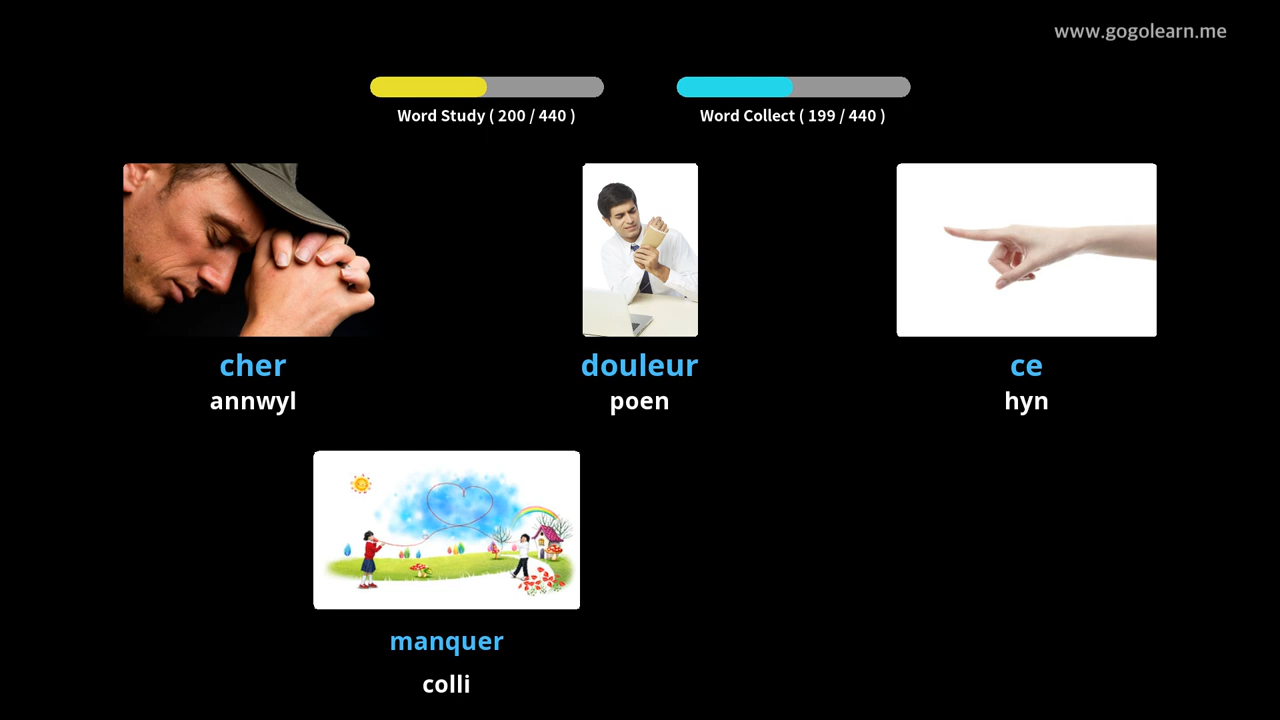 www.gogolearn.me
Word Study ( 200 / 440 )
Word Collect ( 199 / 440 )
cher
annwyl
douleur
poen
ce
hyn
manquer
colli